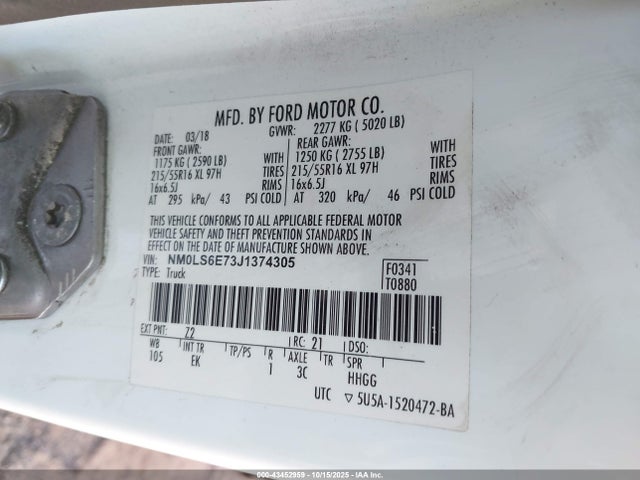 MFD. BY FORD MOTOR CO.
DATE: 03/18 GVWR: 2277 KG ( 5020 LB)
FRONT GAWR: REAR GAWR:
1175 KG ( 2590 LB) WITH 1250 KG ( 2755 LB) WITH
215/55R16 XL 97H TIRES 215/55R16 XL 97H TIRES
16x6.5J RIMS 16x6.5J RIMS
AT 295 kPa/ 43 PSI COLD AT 320 kPa/ 46 PSI COLD
THIS VEHICLE CONFORMS TO ALL APPLICABLE FEDERAL MOTOR
VEHICLE SAFETY AND THEFT PREVENTION STANDARDS IN
EFFECT ON THE DATE OF MANUFACTURE SHOWN ABOVE.
VIN: NM0LS6E73J1374305 F0341
TYPE: Truck T0880
EXT PNT: Z2 RC: 21 DSO:
WB INT TR TP/PS R AXLE TR SPR
105 EK 1 3C HHGG
UTC ▽ 5U5A-1520472-BA
000-43452959 - 10/15/2025 - IAA Copart